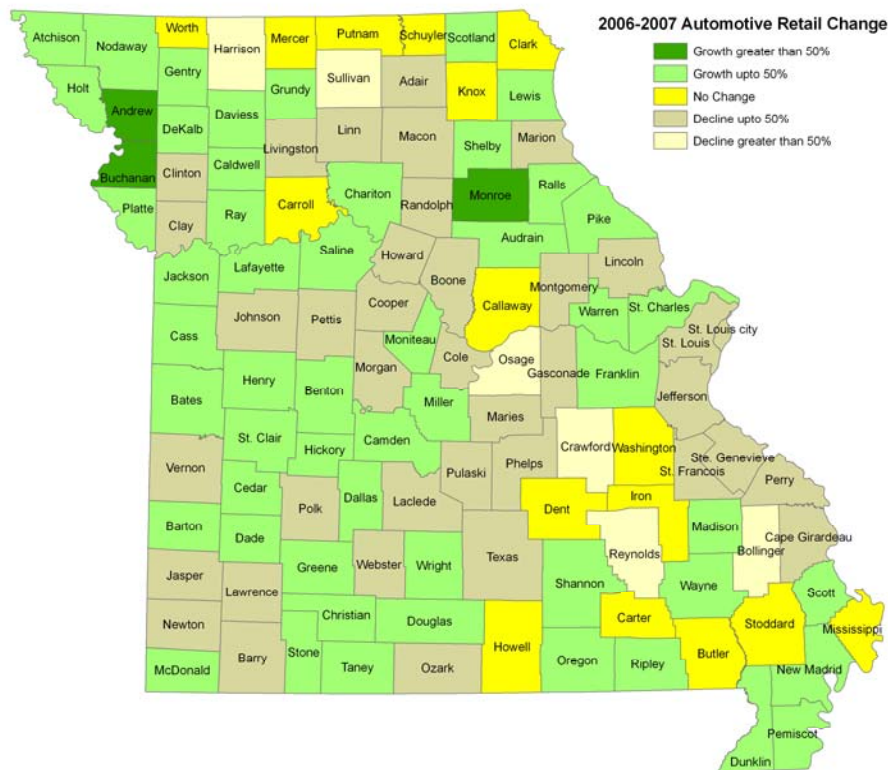 2006-2007 Automotive Retail Change
Growth greater than 50%
Growth upto 50%
No Change
Decline upto 50%
Decline greater than 50%
Atchison
Nodaway
Worth
Harrison
Mercer
Putnam
Schuyler
Scotland
Clark
Holt
Gentry
Grundy
Sullivan
Adair
Knox
Lewis
Andrew
DeKalb
Daviess
Livingston
Linn
Macon
Shelby
Marion
Buchanan
Clinton
Caldwell
Platte
Clay
Ray
Carroll
Chariton
Randolph
Monroe
Ralls
Pike
Audrain
Jackson
Lafayette
Saline
Howard
Boone
Callaway
Montgomery
Lincoln
Warren
St. Charles
Cass
Johnson
Pettis
Cooper
Moniteau
Cole
Osage
Gasconade
Franklin
St. Louis city
St. Louis
Jefferson
Bates
Henry
Benton
Morgan
Miller
Maries
Crawford
Washington
St. Francois
Ste. Genevieve
Perry
St. Clair
Hickory
Camden
Pulaski
Phelps
Vernon
Cedar
Polk
Dallas
Laclede
Dent
Iron
Madison
Bollinger
Cape Girardeau
Barton
Dade
Greene
Webster
Wright
Texas
Shannon
Reynolds
Wayne
Scott
Jasper
Lawrence
Christian
Douglas
Howell
Carter
Butler
Stoddard
Mississippi
Newton
Barry
Stone
Taney
Ozark
Oregon
Ripley
New Madrid
McDonald
Pemiscot
Dunklin